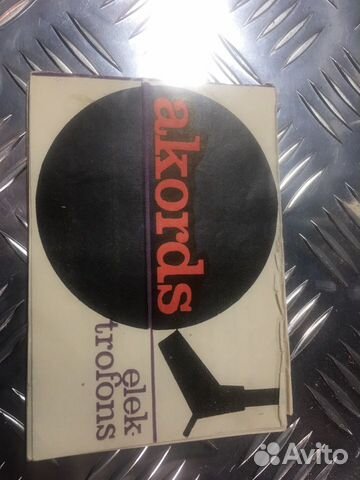 akords
elek-
trofons
Avito